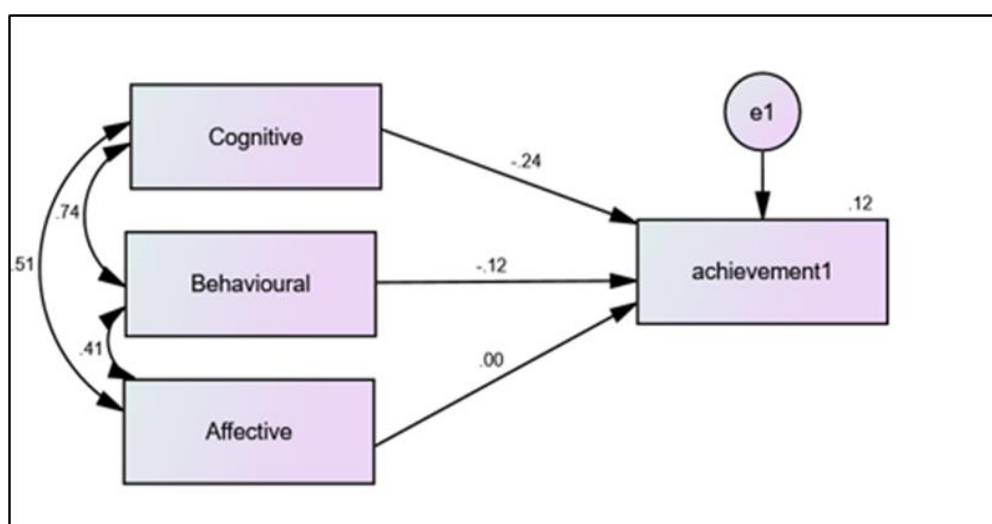 e1
Cognitive
-.24
.12
.74
.51
Behavioural
-.12
achievement1
.41
.00
Affective